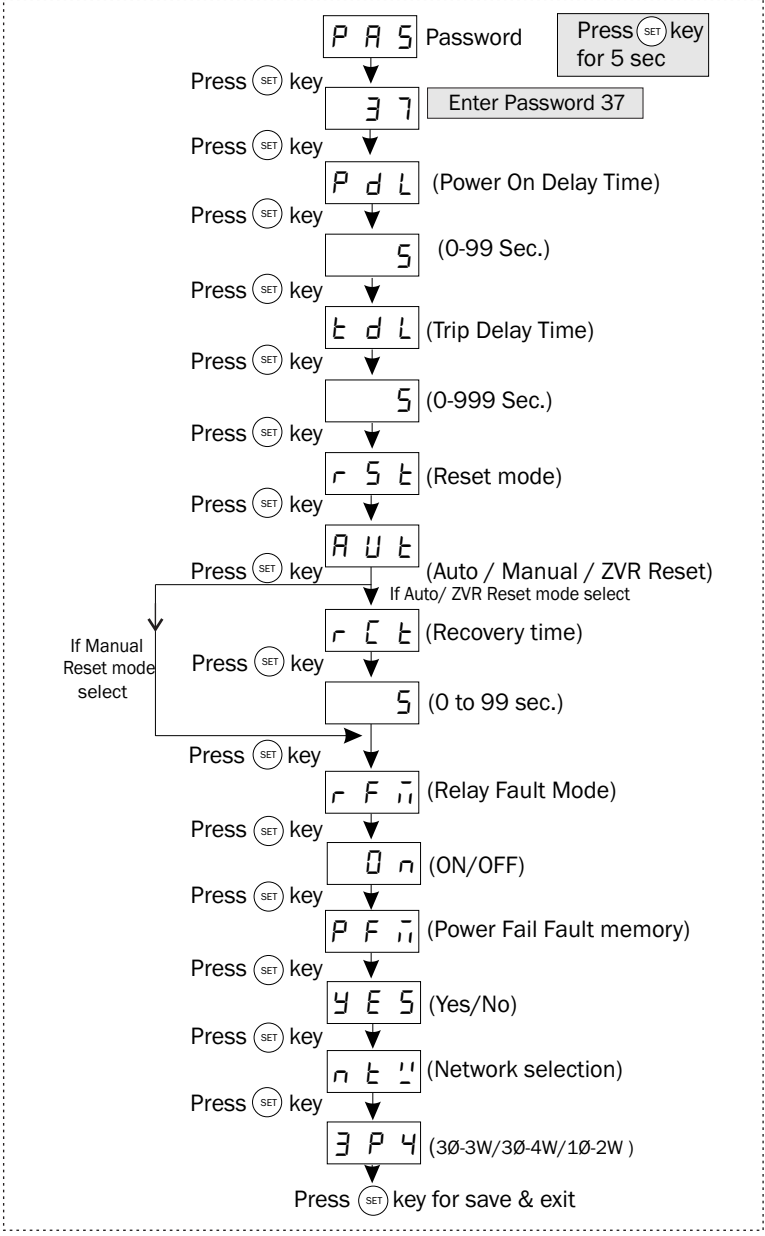 P A S Password
Press SET key
for 5 sec
Press SET key
3 7 Enter Password 37
Press SET key
P d L (Power On Delay Time)
Press SET key
5 (0-99 Sec.)
Press SET key
t d L (Trip Delay Time)
Press SET key
5 (0-999 Sec.)
Press SET key
r S t (Reset mode)
Press SET key
A U t (Auto / Manual / ZVR Reset)
Press SET key
If Auto/ ZVR Reset mode select
If Manual
Reset mode
select
r C t (Recovery time)
Press SET key
5 (0 to 99 sec.)
Press SET key
r F m (Relay Fault Mode)
Press SET key
O n (ON/OFF)
Press SET key
P F m (Power Fail Fault memory)
Press SET key
Y E S (Yes/No)
Press SET key
n t w (Network selection)
Press SET key
3 P 4 (3Ø-3W/3Ø-4W/1Ø-2W )
Press SET key for save & exit